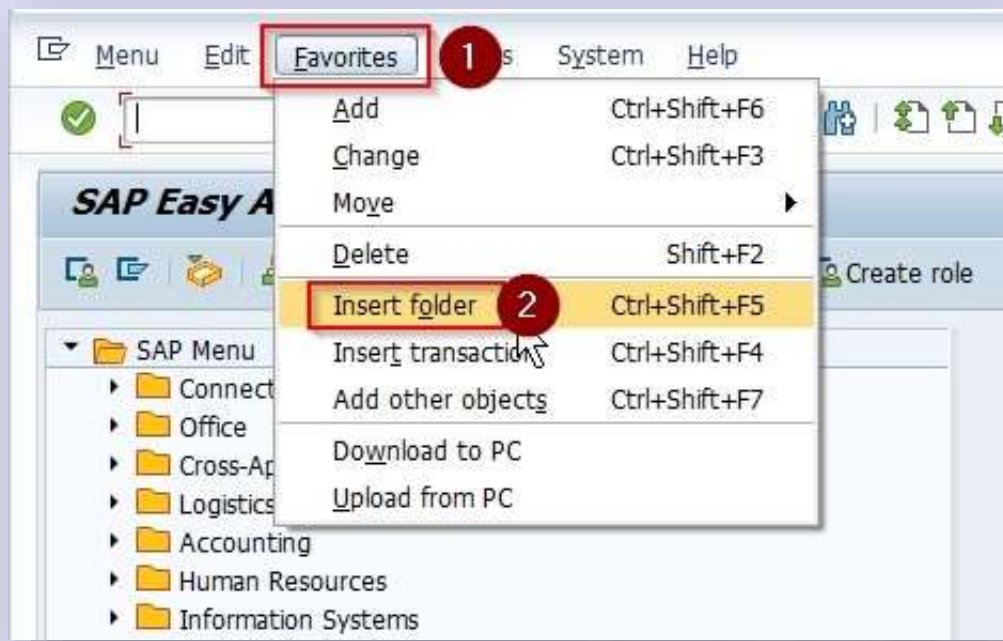 Menu Edit Favorites 1 s System Help
Add Ctrl+Shift+F6
Change Ctrl+Shift+F3
Move
SAP Easy A
Delete Shift+F2
Create role
Insert folder 2 Ctrl+Shift+F5
SAP Menu
Insert transaction Ctrl+Shift+F4
Connect
Add other objects Ctrl+Shift+F7
Office
Download to PC
Cross-Ap
Upload from PC
Logistics
Accounting
Human Resources
Information Systems